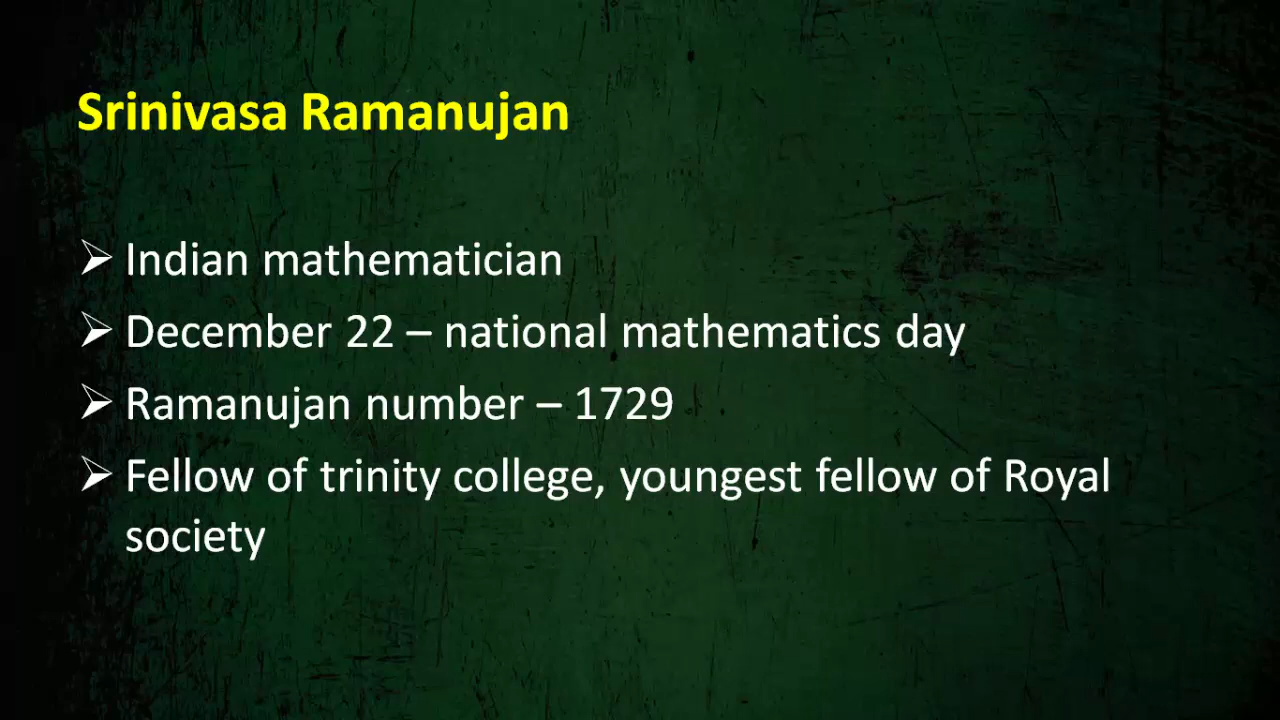 Srinivasa Ramanujan
➢ Indian mathematician
➢ December 22 – national mathematics day
➢ Ramanujan number – 1729
➢ Fellow of trinity college, youngest fellow of Royal
society